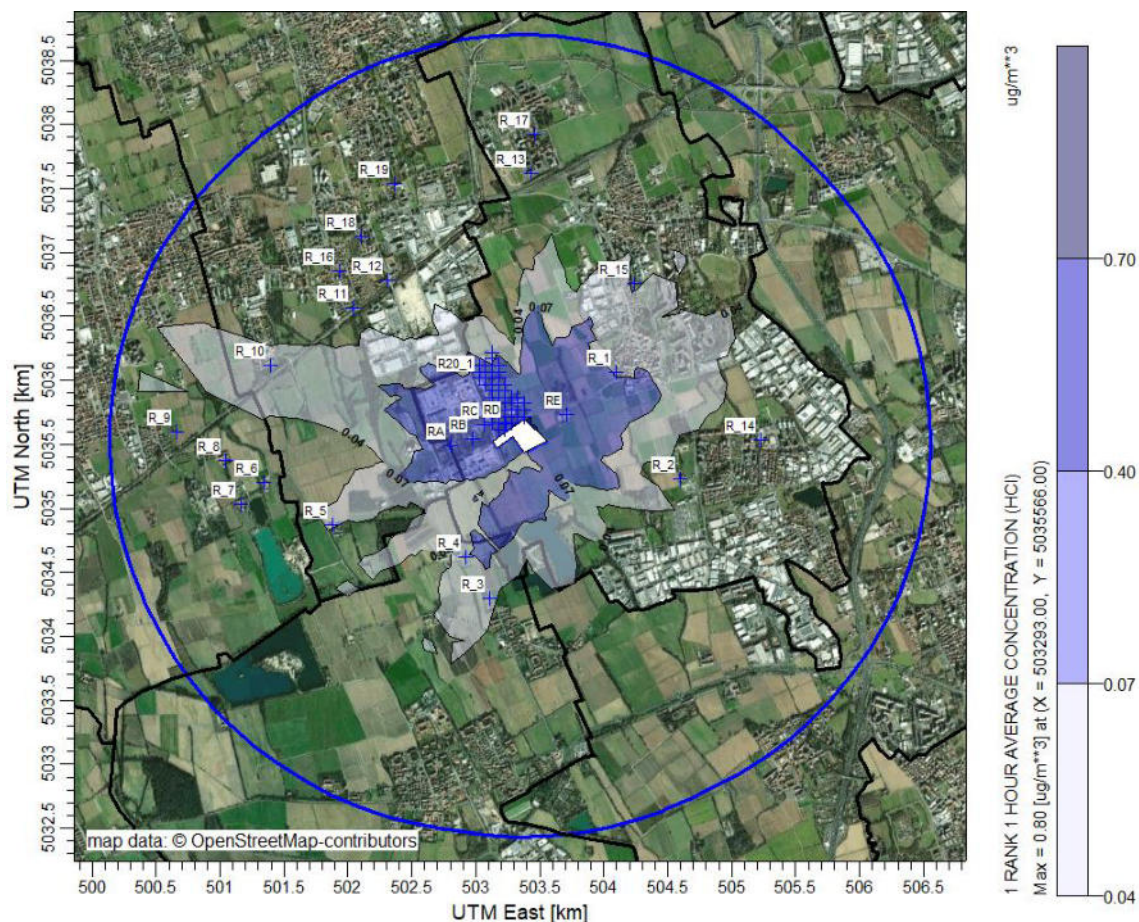 ug/m**3
5038.5
5038
5037.5
5037
5036.5
5036
5035.5
5035
5034.5
5034
5033.5
5033
5032.5
UTM North [km]
R_17
R_13
R_19
R_18
R_16
R_12
R_11
R_15
R_10
R20_1
R_1
RC
RD
RE
RB
RA
R_9
R_8
R_6
R_7
R_5
R_14
R_2
R_4
R_3
0.04
0.07
0.04
map data: © OpenStreetMap-contributors
500
500.5
501
501.5
502
502.5
503
503.5
504
504.5
505
505.5
506
506.5
UTM East [km]
1 RANK 1 HOUR AVERAGE CONCENTRATION (HCl)
Max = 0.80 [ug/m**3] at (X = 503293.00, Y = 5035566.00)
0.70
0.40
0.07
0.04